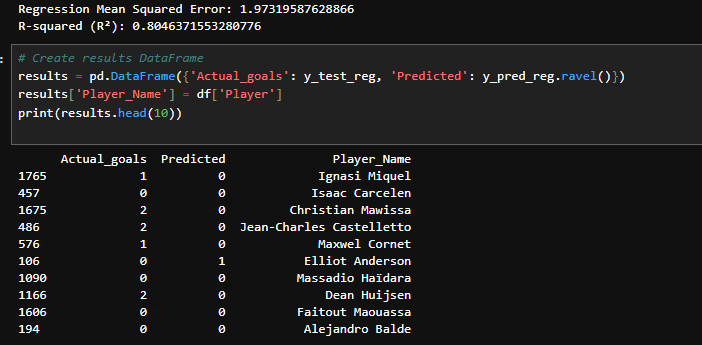 Regression Mean Squared Error: 1.97319587628866
R-squared (R²): 0.8046371553280776
:
# Create results DataFrame
results = pd.DataFrame({'Actual_goals': y_test_reg, 'Predicted': y_pred_reg.ravel()})
results['Player_Name'] = df['Player']
print(results.head(10))
Actual_goals Predicted Player_Name
1765 1 0 Ignasi Miquel
457 0 0 Isaac Carcelen
1675 2 0 Christian Mawissa
486 2 0 Jean-Charles Castelletto
576 1 0 Maxwel Cornet
106 0 1 Elliot Anderson
1090 0 0 Massadio Haïdara
1166 2 0 Dean Huijsen
1606 0 0 Faitout Maouassa
194 0 0 Alejandro Balde